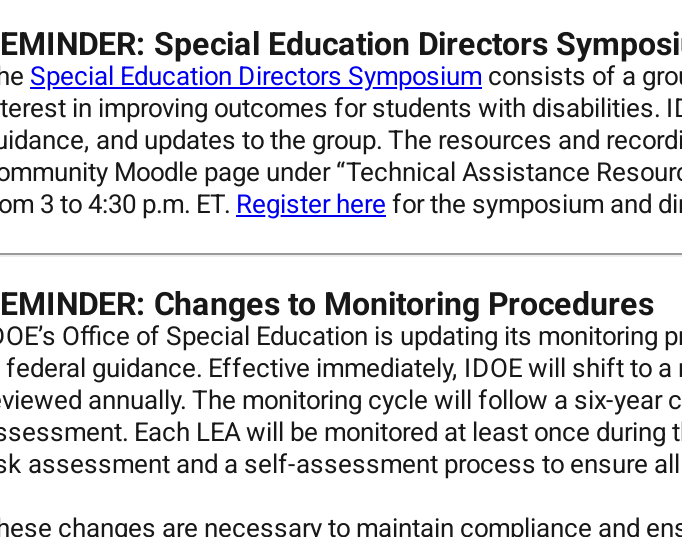 EMINDER: Special Education Directors Symposi
he Special Education Directors Symposium consists of a grou
terest in improving outcomes for students with disabilities. ID
uidance, and updates to the group. The resources and recordi
ommunity Moodle page under “Technical Assistance Resourc
om 3 to 4:30 p.m. ET. Register here for the symposium and di
EMINDER: Changes to Monitoring Procedures
DOE’s Office of Special Education is updating its monitoring p
federal guidance. Effective immediately, IDOE will shift to a
eviewed annually. The monitoring cycle will follow a six-year c
ssessment. Each LEA will be monitored at least once during t
sk assessment and a self-assessment process to ensure all
hese changes are necessary to maintain compliance and ens